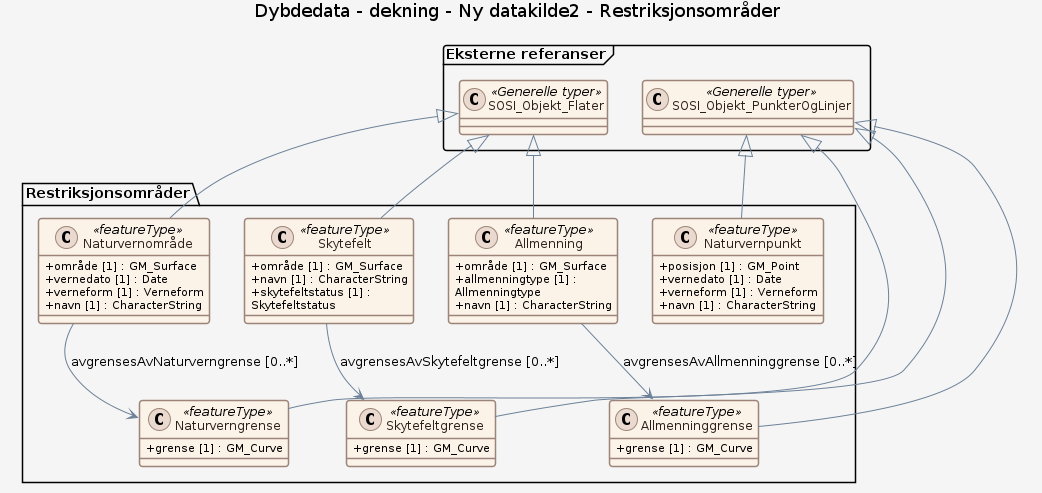 Dybdedata - dekning - Ny datakilde2 - Restriksjonsområder
Eksterne referanser
C «Generelle typer»
SOSI_Objekt_Flater
C «Generelle typer»
SOSI_Objekt_PunkterOgLinjer
Restriksjonsområder
C «featureType»
Naturvernområde
+område [1] : GM_Surface
+vernedato [1] : Date
+verneform [1] : Verneform
+navn [1] : CharacterString
C «featureType»
Skytefelt
+område [1] : GM_Surface
+navn [1] : CharacterString
+skytefeltstatus [1] :
Skytefeltstatus
C «featureType»
Allmenning
+område [1] : GM_Surface
+allmenningtype [1] :
Allmenningtype
+navn [1] : CharacterString
C «featureType»
Naturvernpunkt
+posisjon [1] : GM_Point
+vernedato [1] : Date
+verneform [1] : Verneform
+navn [1] : CharacterString
avgrensesAvNaturverngrense [0..*]
avgrensesAvSkytefeltgrense [0..*]
avgrensesAvAllmenninggrense [0..*]
C «featureType»
Naturverngrense
+grense [1] : GM_Curve
C «featureType»
Skytefeltgrense
+grense [1] : GM_Curve
C «featureType»
Allmenninggrense
+grense [1] : GM_Curve